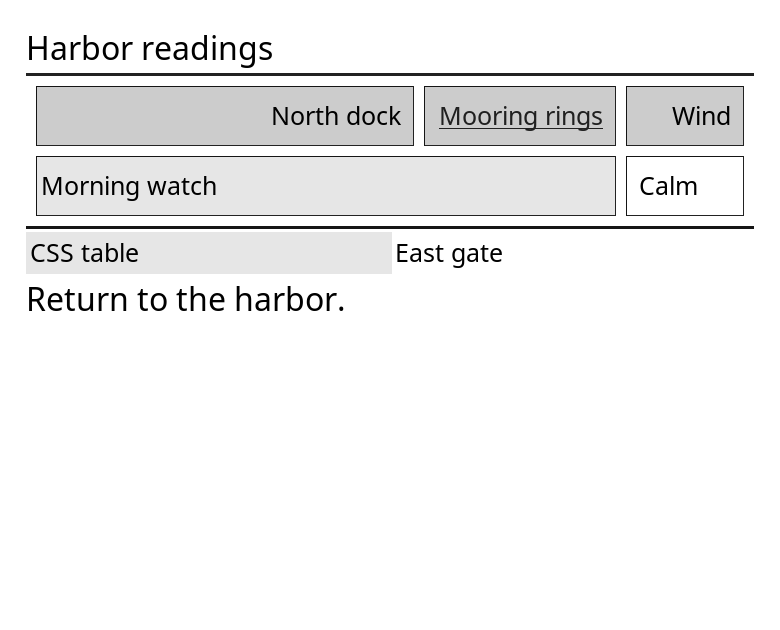 Harbor readings
North dock Mooring rings Wind
Morning watch Calm
CSS table East gate
Return to the harbor.